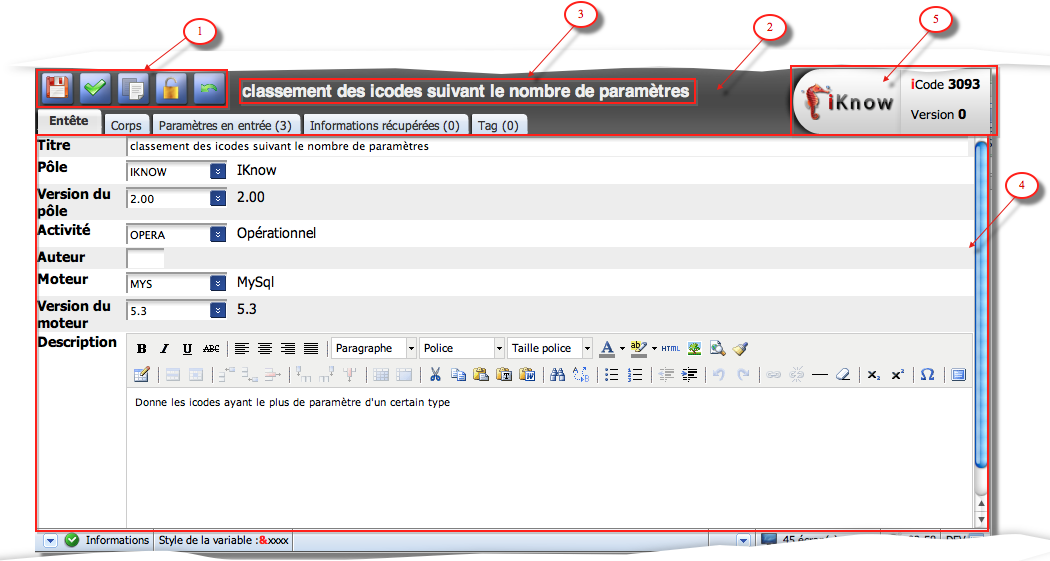 3
1
2
5
classement des icodes suivant le nombre de paramètres
iKnow
iCode 3093
Version 0
Entête
Corps
Paramètres en entrée (3)
Informations récupérées (0)
Tag (0)
Titre
classement des icodes suivant le nombre de paramètres
Pôle
IKNOW
IKnow
4
Version du
pôle
2.00
2.00
Activité
OPERA
Opérationnel
Auteur
Moteur
MYS
MySql
Version du
moteur
5.3
5.3
Description
B I U ABC
Paragraphe
Police
Taille police
A
ab
HTML
Donne les icodes ayant le plus de paramètre d'un certain type
Informations
Style de la variable :&xxxx